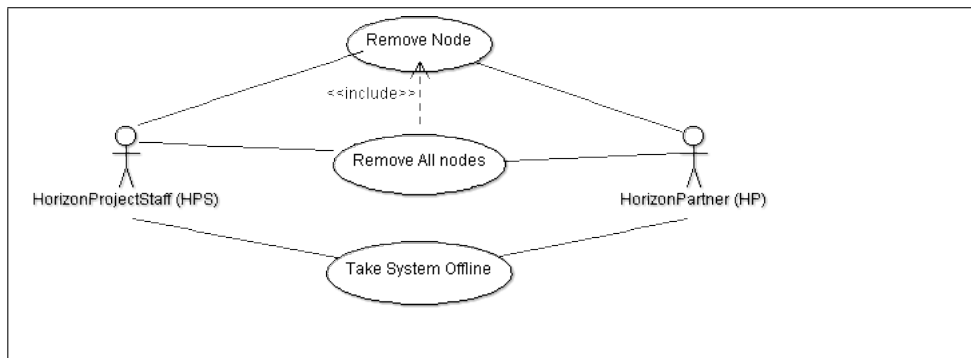 Remove Node
<<include>>
Remove All nodes
HorizonProjectStaff (HPS)
HorizonPartner (HP)
Take System Offline